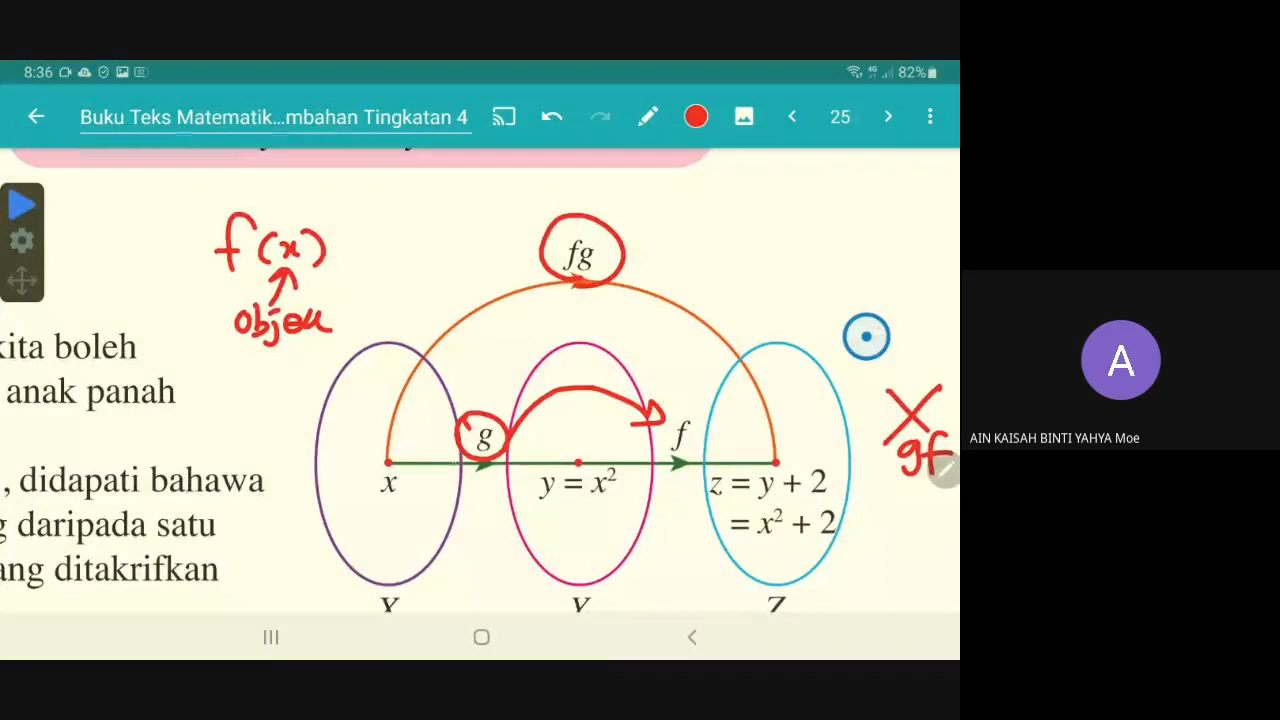 8:36
82%
Buku Teks Matematik...mbahan Tingkatan 4
25
f(x)
fg
kita boleh
anak panah
g
f
gf
AIN KAISAH BINTI YAHYA Moe
A
x
y = x²
z = y + 2
= x² + 2
, didapati bahawa
g daripada satu
ang ditakrifkan